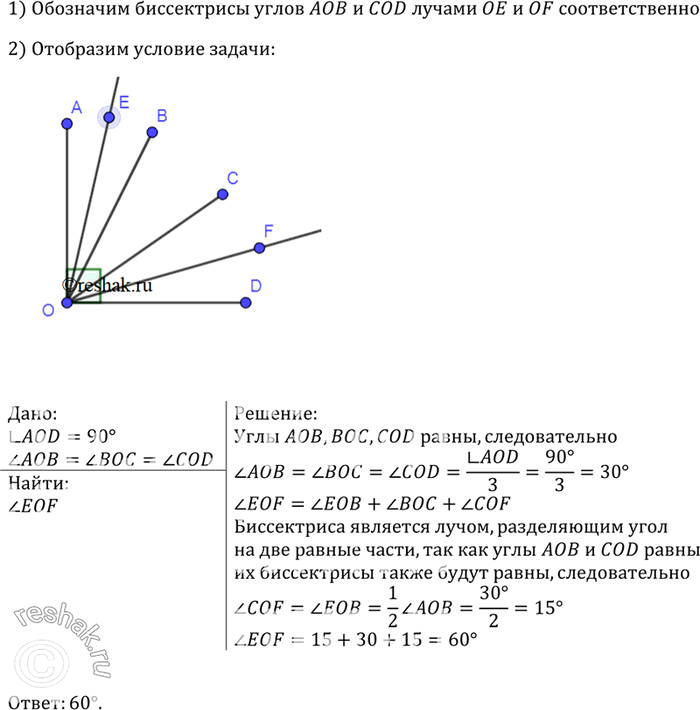 1) Обозначим биссектрисы углов AOB и COD лучами OE и OF соответственно
2) Отобразим условие задачи:
A
E
B
C
F
©reshak.ru
O
D
Дано:
∟AOD = 90°
∠AOB = ∠BOC = ∠COD
Найти:
∠EOF
Решение:
Углы AOB, BOC, COD равны, следовательно
∠AOB = ∠BOC = ∠COD = ∟AOD/3 = 90°/3 = 30°
∠EOF = ∠EOB + ∠BOC + ∠COF
Биссектриса является лучом, разделяющим угол
на две равные части, так как углы AOB и COD равны
их биссектрисы также будут равны, следовательно
∠COF = ∠EOB = 1/2 ∠AOB = 30°/2 = 15°
∠EOF = 15 + 30 + 15 = 60°
reshak.ru
©
Ответ: 60°.